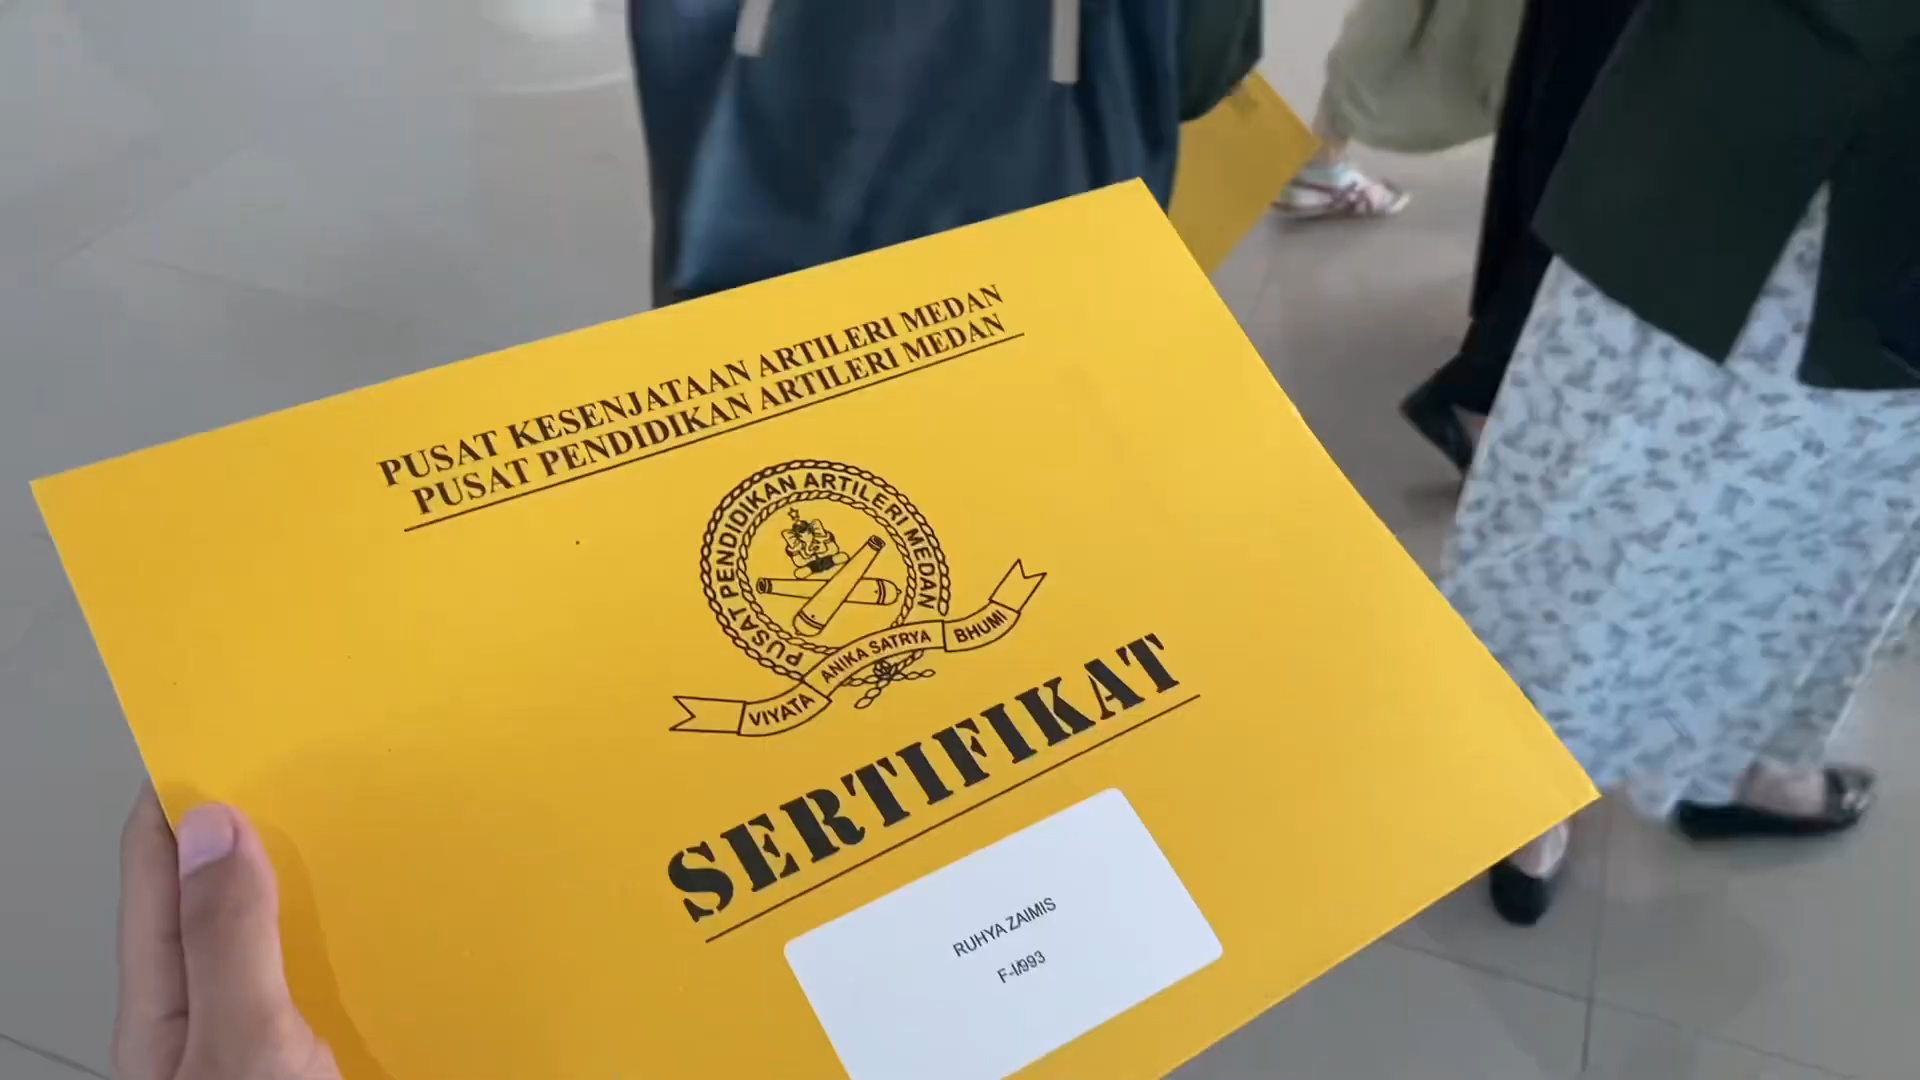 PUSAT KESENJATAAN ARTILERI MEDAN
PUSAT PENDIDIKAN ARTILERI MEDAN
PUSAT PENDIDIKAN ARTILERI MEDAN
VIYATA ANIKA SATRYA BHUMI
SERTIFIKAT
RUHYA ZAIMIS
F-I/993